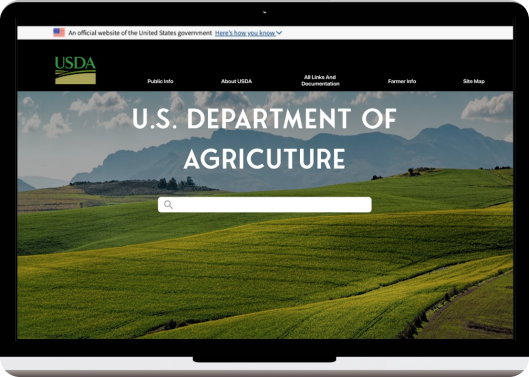 An official website of the United States government Here's how you know
USDA
Public Info
About USDA
All Links And
Documentation
Farmer Info
Site Map
U.S. DEPARTMENT OF
AGRICUTURE